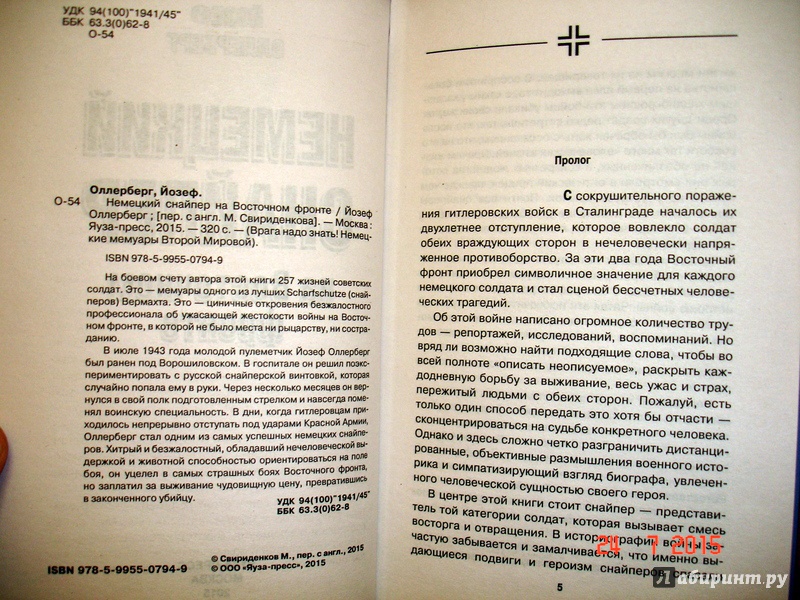 УДК 94(100)"1941/45"
ББК 63.3(0)62-8
О-54
Оллерберг, Йозеф.
О-54
Немецкий снайпер на Восточном фронте / Йозеф
Оллерберг ; [пер. с англ. М. Свириденкова]. — Москва :
Яуза-пресс, 2015. — 320 с. — (Врага надо знать! Немец-
кие мемуары Второй Мировой).
ISBN 978-5-9955-0794-9
На боевом счету автора этой книги 257 жизней советских
солдат. Это — мемуары одного из лучших Scharfschutze (снай-
перов) Вермахта. Это — циничные откровения безжалостного
профессионала об ужасающей жестокости войны на Восточ-
ном фронте, в которой не было места ни рыцарству, ни состра-
данию.
В июле 1943 года молодой пулеметчик Йозеф Оллерберг
был ранен под Ворошиловском. В госпитале он решил поэкс-
периментировать с русской снайперской винтовкой, которая
случайно попала ему в руки. Через несколько месяцев он вер-
нулся в свой полк подготовленным стрелком и навсегда поме-
нял воинскую специальность. В дни, когда гитлеровцам при-
ходилось непрерывно отступать под ударами Красной Армии,
Оллерберг стал одним из самых успешных немецких снайпе-
ров. Хитрый и безжалостный, обладавший нечеловеческой вы-
держкой и животной способностью ориентироваться на поле
боя, он уцелел в самых страшных боях Восточного фронта,
но заплатил за выживание чудовищную цену, превратившись
в законченного убийцу.
УДК 94(100)"1941/45"
ББК 63.3(0)62-8
© Свириденков М., пер. с англ., 2015
ISBN 978-5-9955-0794-9
© ООО «Яуза-пресс», 2015
Пролог
С сокрушительного пораже-
ния гитлеровских войск в Сталинграде началось их
двухлетнее отступление, которое вовлекло солдат
обеих враждующих сторон в нечеловечески напря-
женное противоборство. За эти два года Восточный
фронт приобрел символичное значение для каждого
немецкого солдата и стал сценой бессчетных челове-
ческих трагедий.
Об этой войне написано огромное количество тру-
дов — репортажей, исследований, воспоминаний. Но
вряд ли возможно найти подходящие слова, чтобы во
всей полноте «описать неописуемое», раскрыть каж-
додневную борьбу за выживание, весь ужас и страх,
пережитый людьми с обеих сторон. Пожалуй, есть
только один способ передать это хотя бы отчасти —
сконцентрироваться на судьбе конкретного человека.
Однако и здесь сложно четко разграничить дистанци-
рованные, объективные размышления военного исто-
рика и симпатизирующий взгляд биографа, увлечен-
ного человеческой сущностью своего героя.
В центре этой книги стоит снайпер — представи-
тель той категории солдат, которая вызывает смесь
восторга и отвращения. В историографии войн за-
частую забывается и замалчивается, что именно вы-
дающиеся подвиги и героизм снайперов
24 7 2015
5
Лабиринт.ру